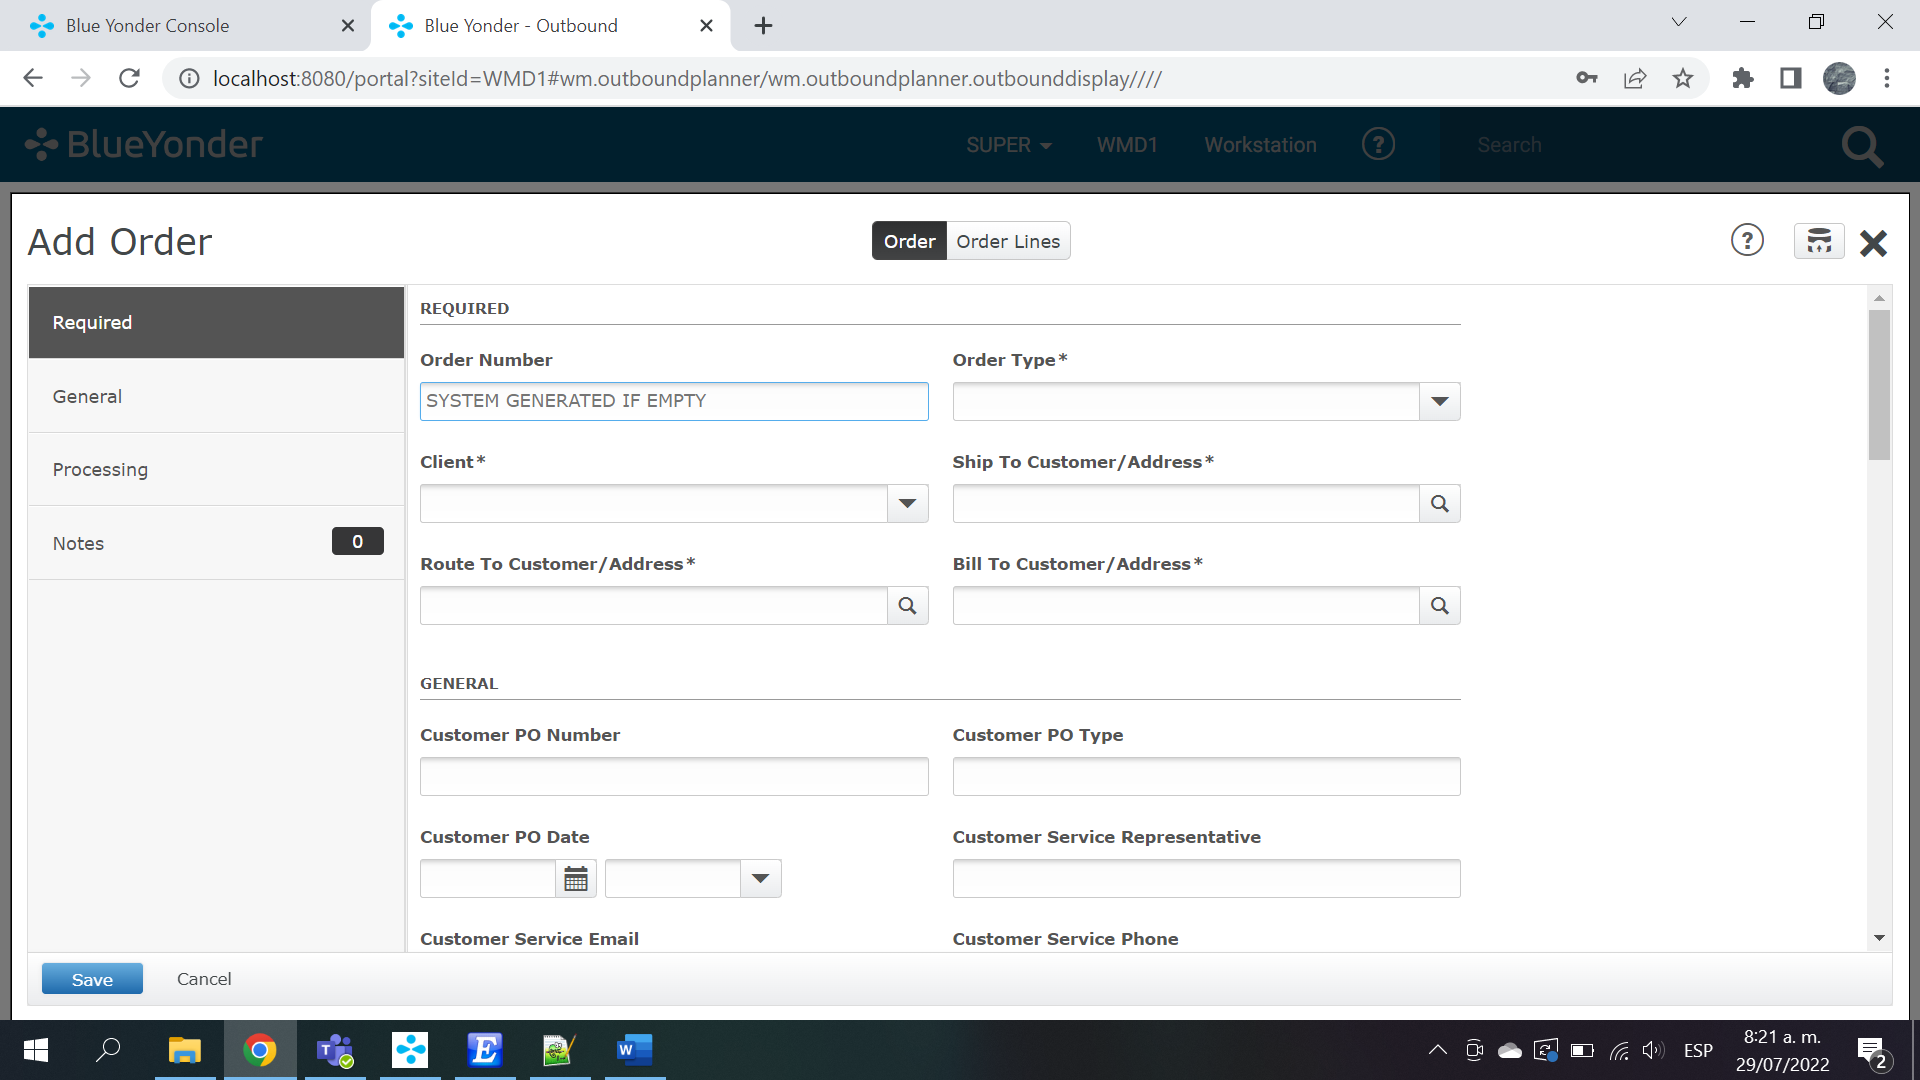 Blue Yonder Console
Blue Yonder - Outbound
localhost:8080/portal?siteId=WMD1#wm.outboundplanner/wm.outboundplanner.outbounddisplay////
BlueYonder
SUPER
WMD1
Workstation
?
Search
Add Order
Order
Order Lines
?
Required
General
Processing
Notes
0
REQUIRED
Order Number
Order Type*
SYSTEM GENERATED IF EMPTY
Client*
Ship To Customer/Address*
Route To Customer/Address*
Bill To Customer/Address*
GENERAL
Customer PO Number
Customer PO Type
Customer PO Date
Customer Service Representative
Customer Service Email
Customer Service Phone
Save
Cancel
T
E
W
ESP
8:21 a. m.
29/07/2022
2